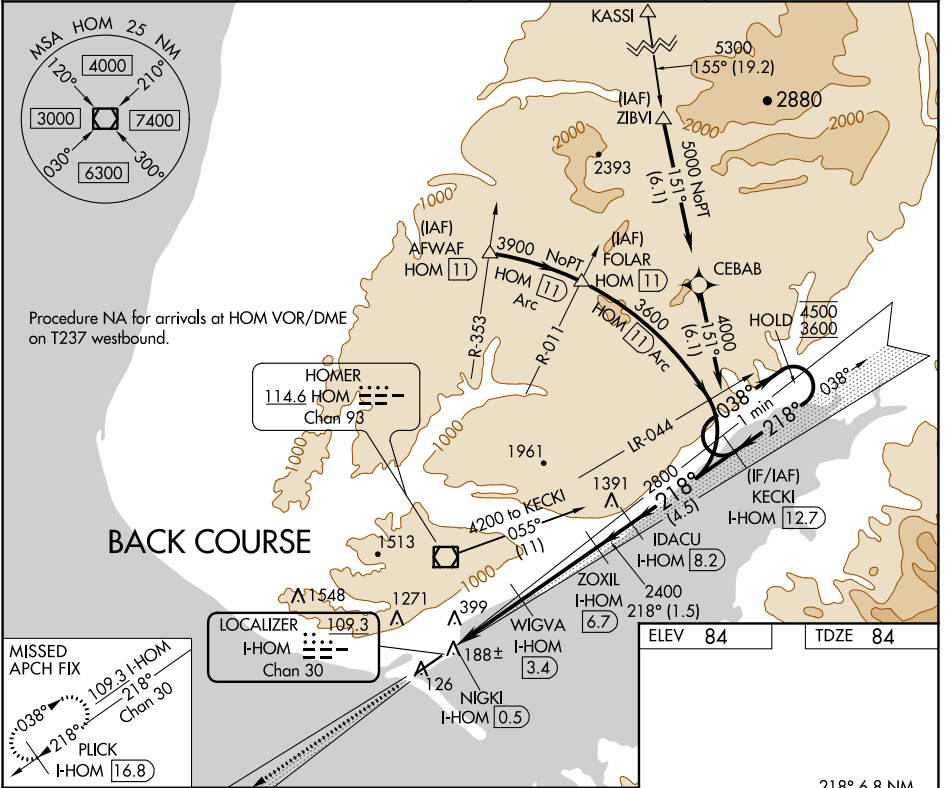 MSA HOM 25 NM
120°
4000
210°
3000
7400
030°
6300
300°
KASSI
5300
155° (19.2)
(IAF)
ZIBVI
2880
2000
2000
2000
2393
5000 NoPT
151°
(6.1)
1000
(IAF)
AFWAF
HOM 11
3900
NoPT
HOM 11
Arc
(IAF)
FOLAR
HOM 11
3600
HOM 11 Arc
CEBAB
4000
151°
(6.1)
HOLD
4500
3600
Procedure NA for arrivals at HOM VOR/DME
on T237 westbound.
R-353
R-011
HOMER
114.6 HOM
Chan 93
1000
1000
1961
LR-044
038°
1 min
218°
038°
(IF/IAF)
KECKI
I-HOM 12.7
1391
2800
218°
(4.5)
4200 to KECKI
055°
(11)
BACK COURSE
1513
1000
IDACU
I-HOM 8.2
ZOXIL
I-HOM
6.7
2400
218° (1.5)
1548
1271
399
WIGVA
I-HOM
3.4
LOCALIZER 109.3
I-HOM
Chan 30
188±
126
NIGKI
I-HOM 0.5
MISSED
APCH FIX
109.3 I-HOM
218°
Chan 30
038°
218°
PLICK
I-HOM 16.8
ELEV 84
TDZE 84
218° 6.8 NM